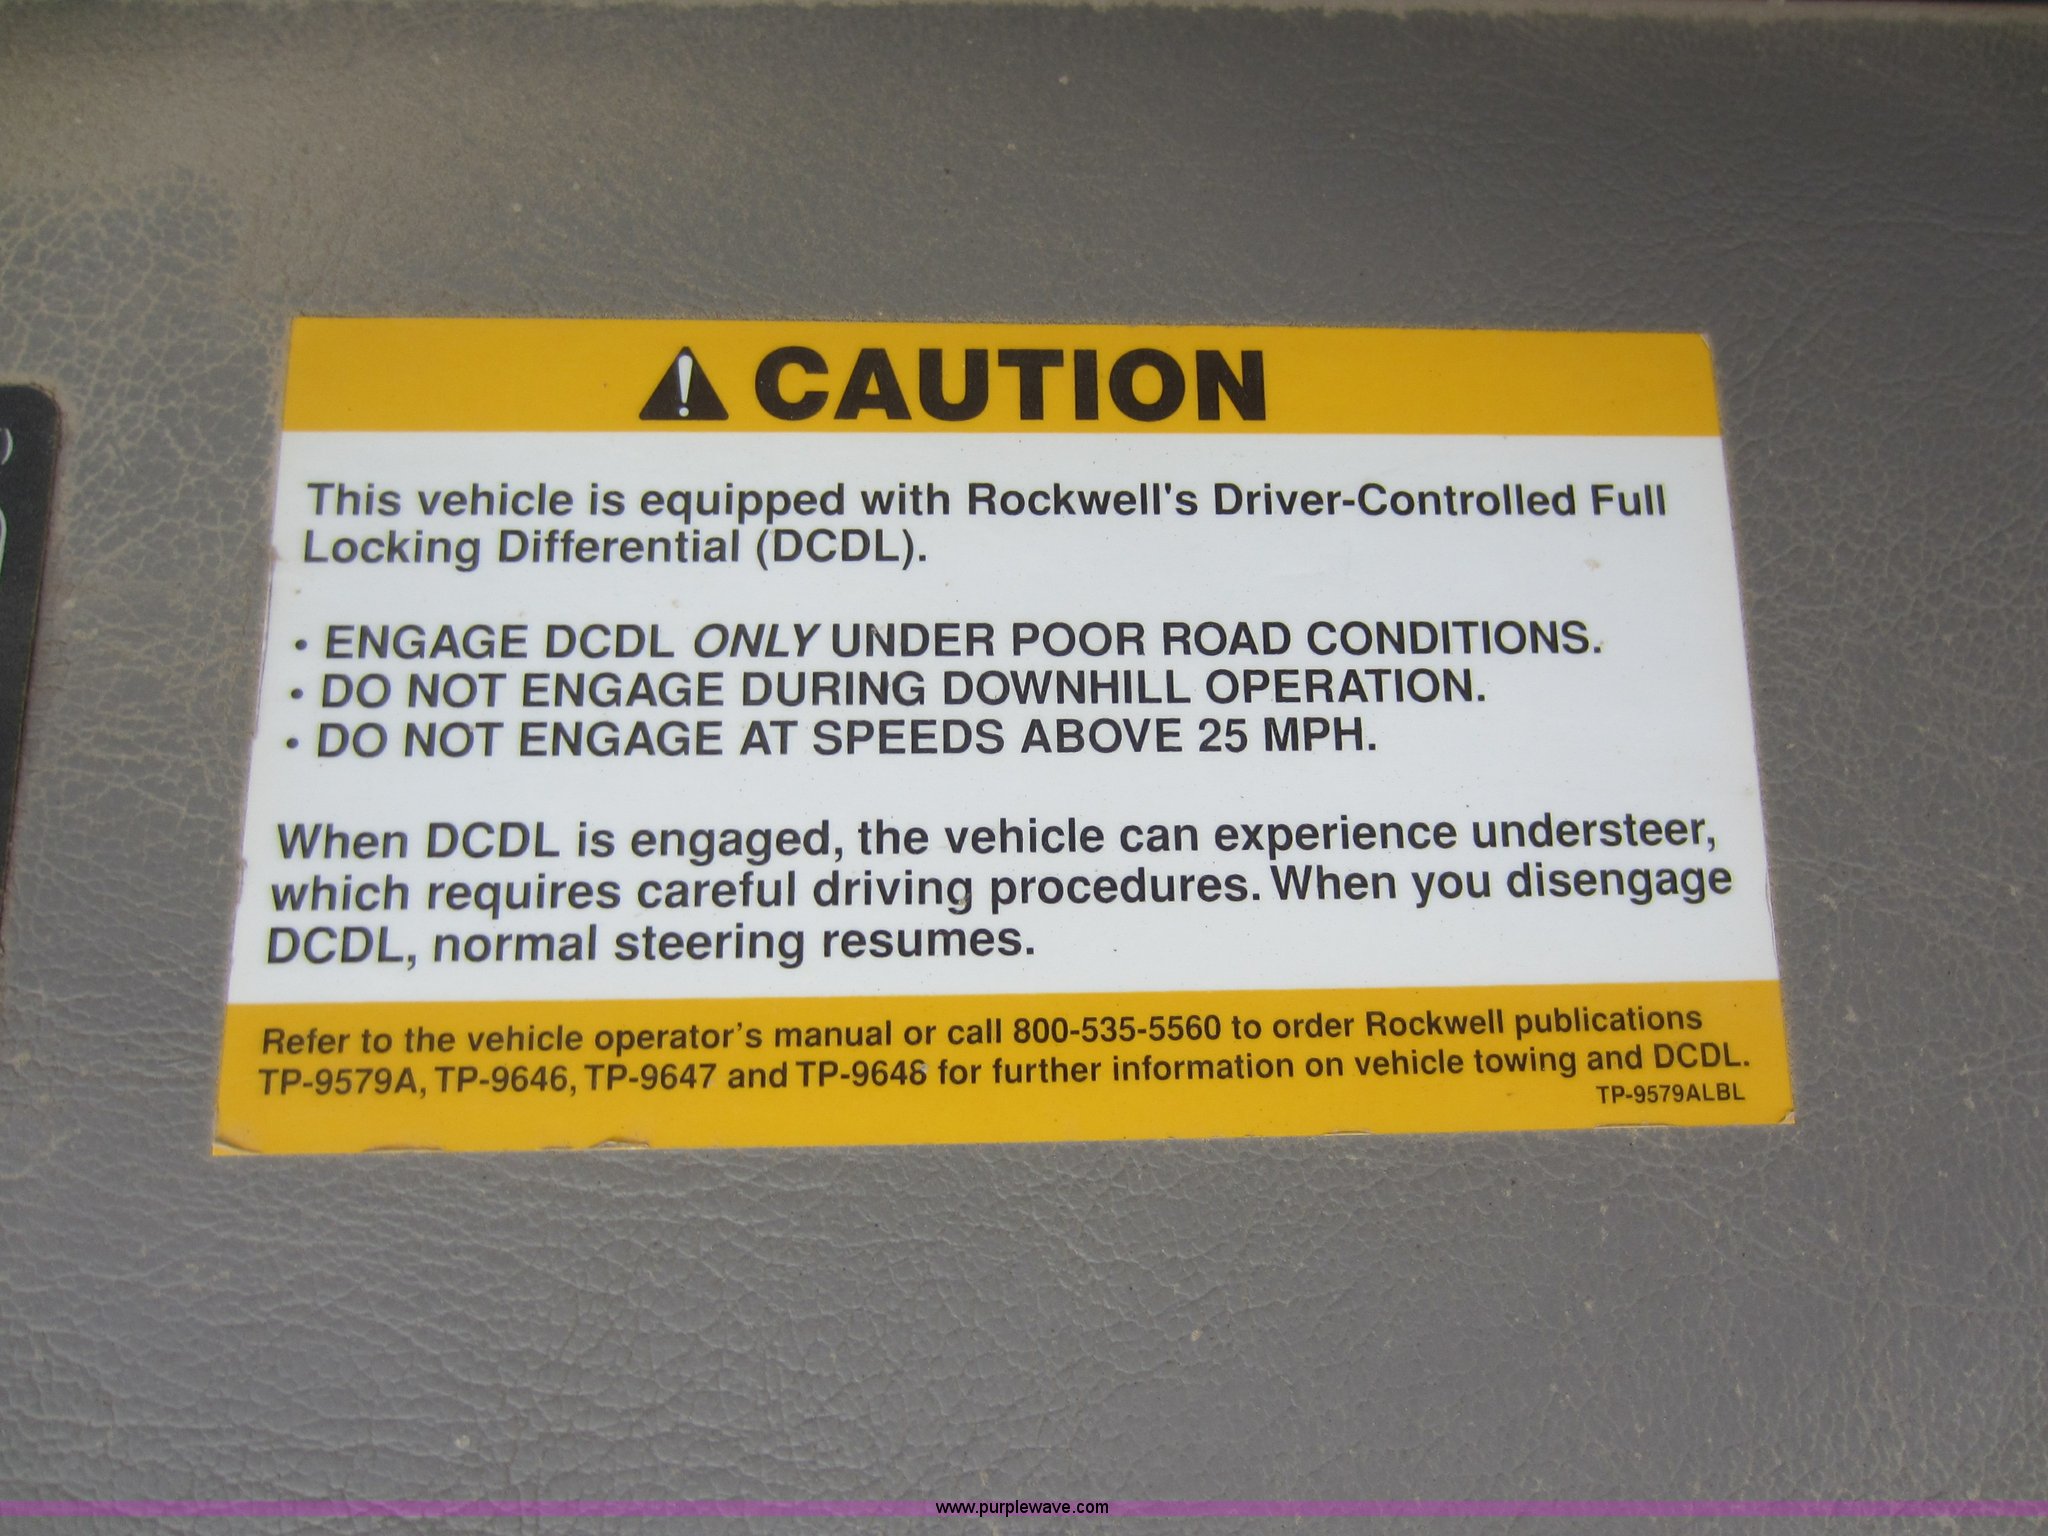 CAUTION
This vehicle is equipped with Rockwell's Driver-Controlled Full
Locking Differential (DCDL).
• ENGAGE DCDL ONLY UNDER POOR ROAD CONDITIONS.
• DO NOT ENGAGE DURING DOWNHILL OPERATION.
• DO NOT ENGAGE AT SPEEDS ABOVE 25 MPH.
When DCDL is engaged, the vehicle can experience understeer,
which requires careful driving procedures. When you disengage
DCDL, normal steering resumes.
Refer to the vehicle operator's manual or call 800-535-5560 to order Rockwell publications
TP-9579A, TP-9646, TP-9647 and TP-9648 for further information on vehicle towing and DCDL.
TP-9579ALBL
www.purplewave.com